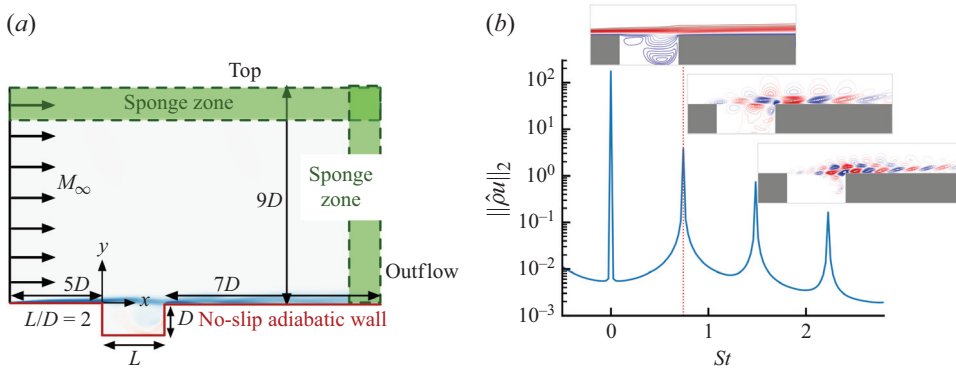 (a)
Top
Sponge zone
M∞
9D
Sponge
zone
y
5D
x
7D
Outflow
L/D = 2
D
No-slip adiabatic wall
L
(b)
10²
10¹
10⁰
10⁻¹
10⁻²
10⁻³
||ρ̂u||₂
0
1
2
St